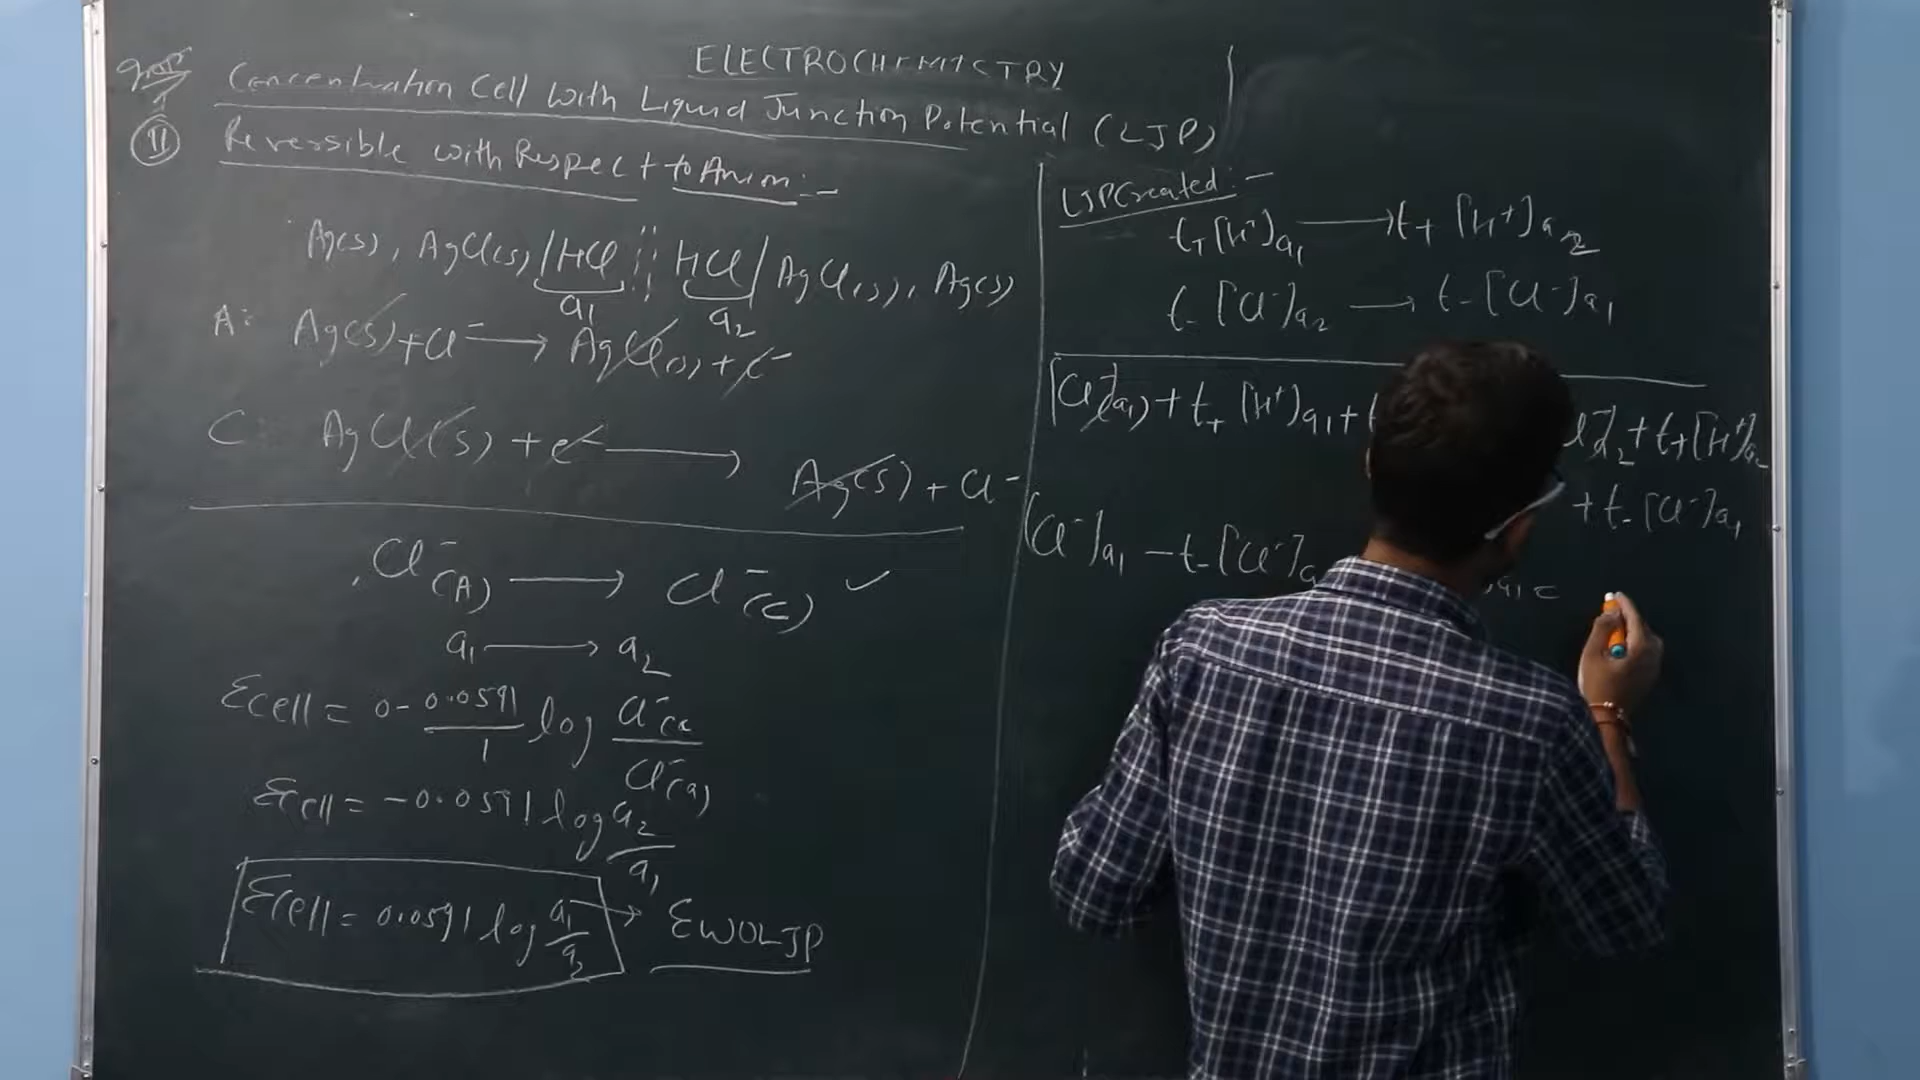 ELECTROCHEMISTRY
Concentration Cell with Liquid Junction Potential (LJP)
II Reversible with Respect to Anion:-
Ag(s), AgCl(s)/HCl¦¦HCl/AgCl(s), Ag(s)
a₁ a₂
A: Ag(s)+Cl⁻ → AgCl(s)+e⁻
C: AgCl(s) + e⁻ → Ag(s) + Cl⁻
Cl⁻(A) → Cl⁻(C) ✓
a₁ → a₂
Ecell = 0 - 0.0591/1 log Cl⁻(c/Cl⁻(a)
Ecell = -0.0591 log a₂/a₁
Ecell = 0.0591 log a₁/a₂ → EWOLJP
LJP Created:-
t₊[H⁺]a₁ → t₊[H⁺]a₂
t₋[Cl⁻]a₂ → t₋[Cl⁻]a₁
[Cl⁻](a₁) + t₊[H⁺]a₁ + t
a₂ + t₊[H⁺]a₂
+ t₋[Cl⁻]a₁
[Cl⁻]a₁ - t₋[Cl⁻]a
a₁ =